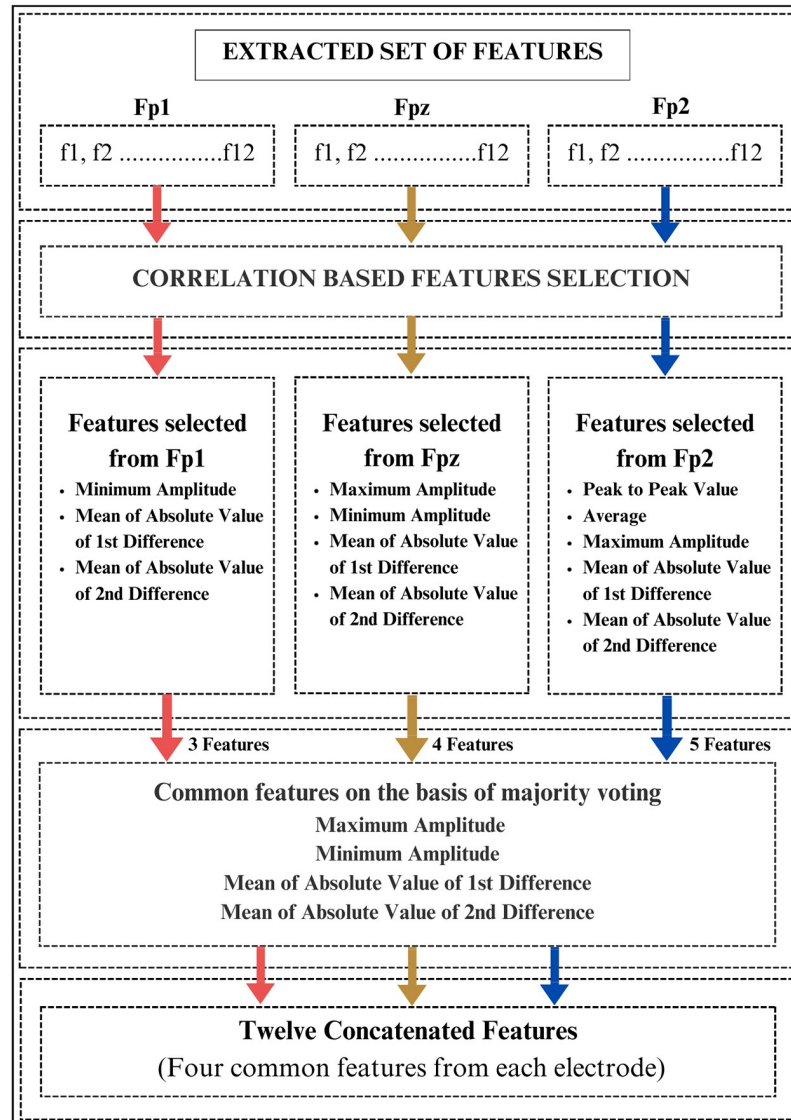 EXTRACTED SET OF FEATURES
Fp1
Fpz
Fp2
f1, f2 ................f12
f1, f2 ................f12
f1, f2 ................f12
CORRELATION BASED FEATURES SELECTION
Features selected
from Fp1
• Minimum Amplitude
• Mean of Absolute Value
of 1st Difference
• Mean of Absolute Value
of 2nd Difference
Features selected
from Fpz
• Maximum Amplitude
• Minimum Amplitude
• Mean of Absolute Value
of 1st Difference
• Mean of Absolute Value
of 2nd Difference
Features selected
from Fp2
• Peak to Peak Value
• Average
• Maximum Amplitude
• Mean of Absolute Value
of 1st Difference
• Mean of Absolute Value
of 2nd Difference
3 Features
4 Features
5 Features
Common features on the basis of majority voting
Maximum Amplitude
Minimum Amplitude
Mean of Absolute Value of 1st Difference
Mean of Absolute Value of 2nd Difference
Twelve Concatenated Features
(Four common features from each electrode)